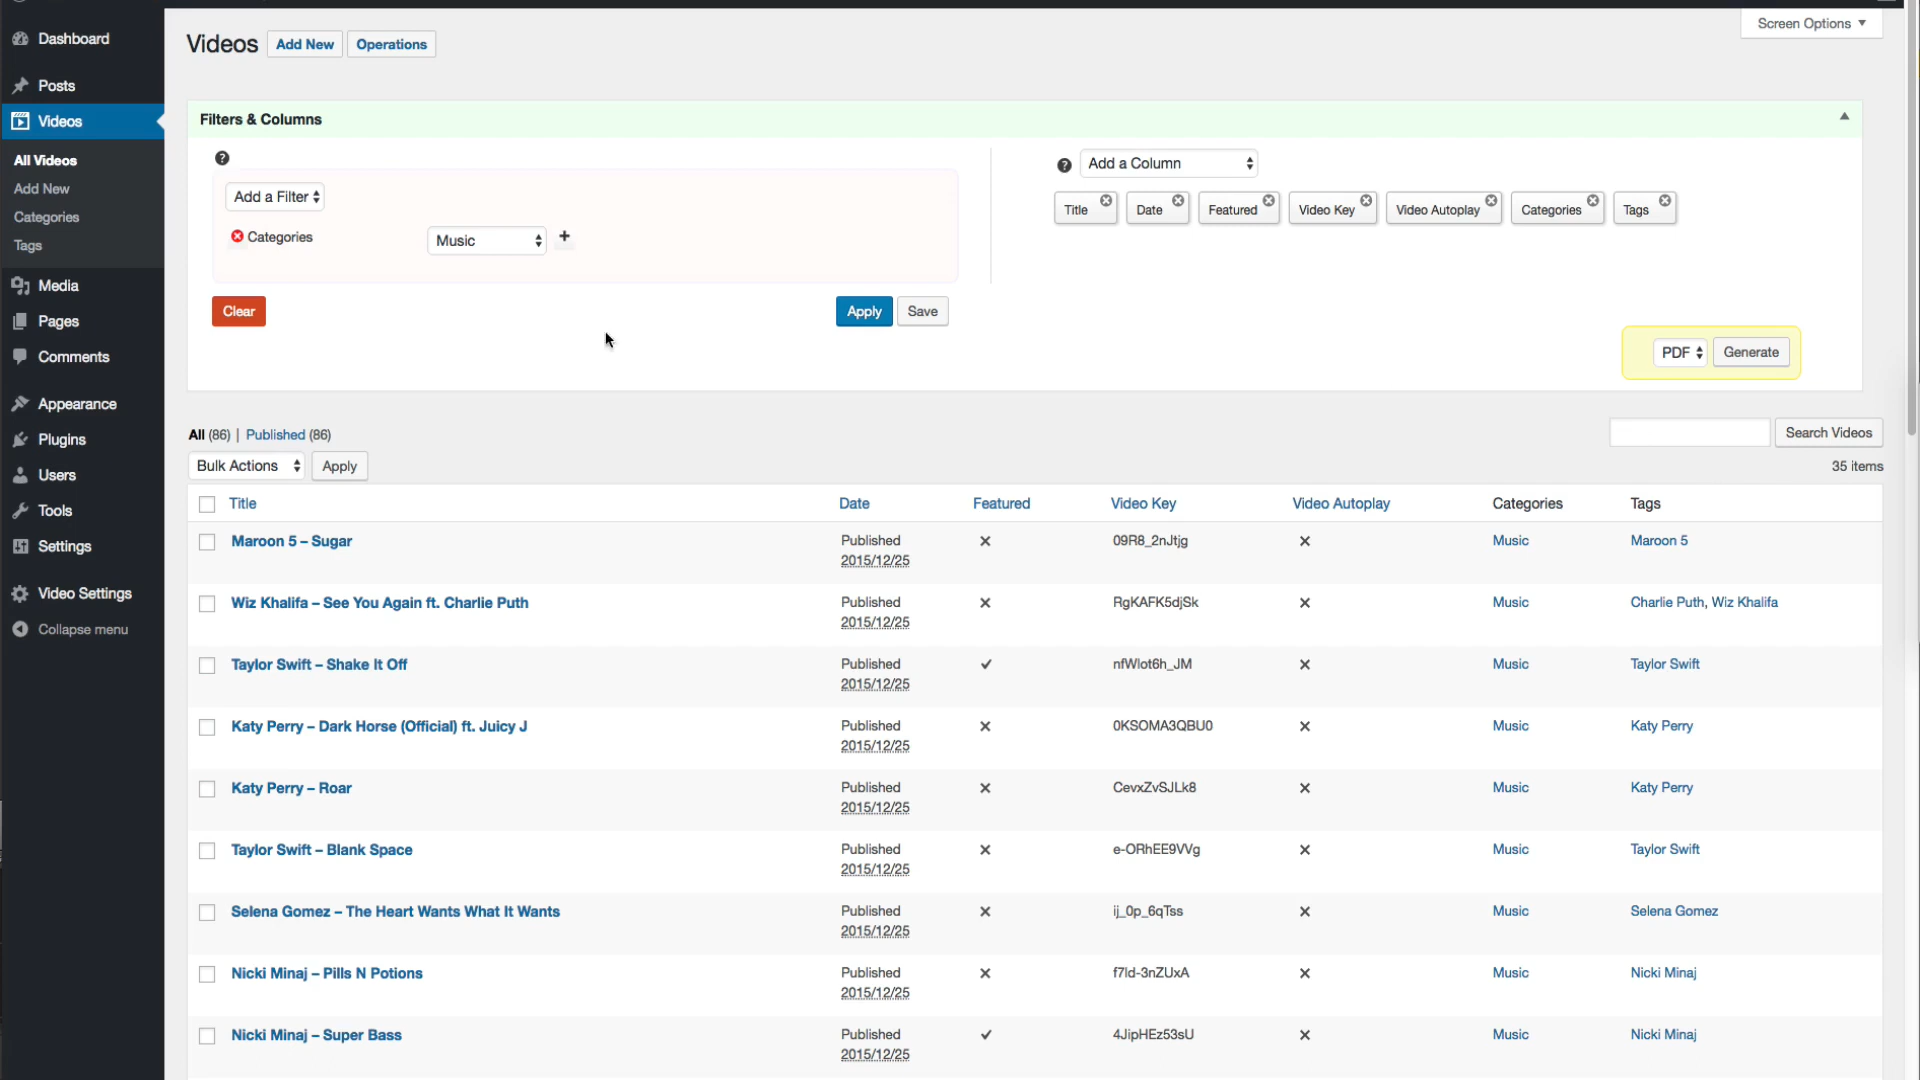 Dashboard
Posts
Videos
All Videos
Add New
Categories
Tags
Media
Pages
Comments
Appearance
Plugins
Users
Tools
Settings
Video Settings
Collapse menu
Videos Add New Operations
Screen Options
Filters & Columns
Add a Filter
Categories Music +
Clear Apply Save
Add a Column
Title Date Featured Video Key Video Autoplay Categories Tags
PDF Generate
All (86) | Published (86)
Search Videos
Bulk Actions Apply
35 items
Title Date Featured Video Key Video Autoplay Categories Tags
Maroon 5 – Sugar Published 09R8_2nJtjg Music Maroon 5
2015/12/25
Wiz Khalifa – See You Again ft. Charlie Puth Published RgKAFK5djSk Music Charlie Puth, Wiz Khalifa
2015/12/25
Taylor Swift – Shake It Off Published nfWlot6h_JM Music Taylor Swift
2015/12/25
Katy Perry – Dark Horse (Official) ft. Juicy J Published 0KSOMA3QBU0 Music Katy Perry
2015/12/25
Katy Perry – Roar Published CevxZvSJLk8 Music Katy Perry
2015/12/25
Taylor Swift – Blank Space Published e-ORhEE9VVg Music Taylor Swift
2015/12/25
Selena Gomez – The Heart Wants What It Wants Published ij_0p_6qTss Music Selena Gomez
2015/12/25
Nicki Minaj – Pills N Potions Published f7ld-3nZUxA Music Nicki Minaj
2015/12/25
Nicki Minaj – Super Bass Published 4JipHEz53sU Music Nicki Minaj
2015/12/25